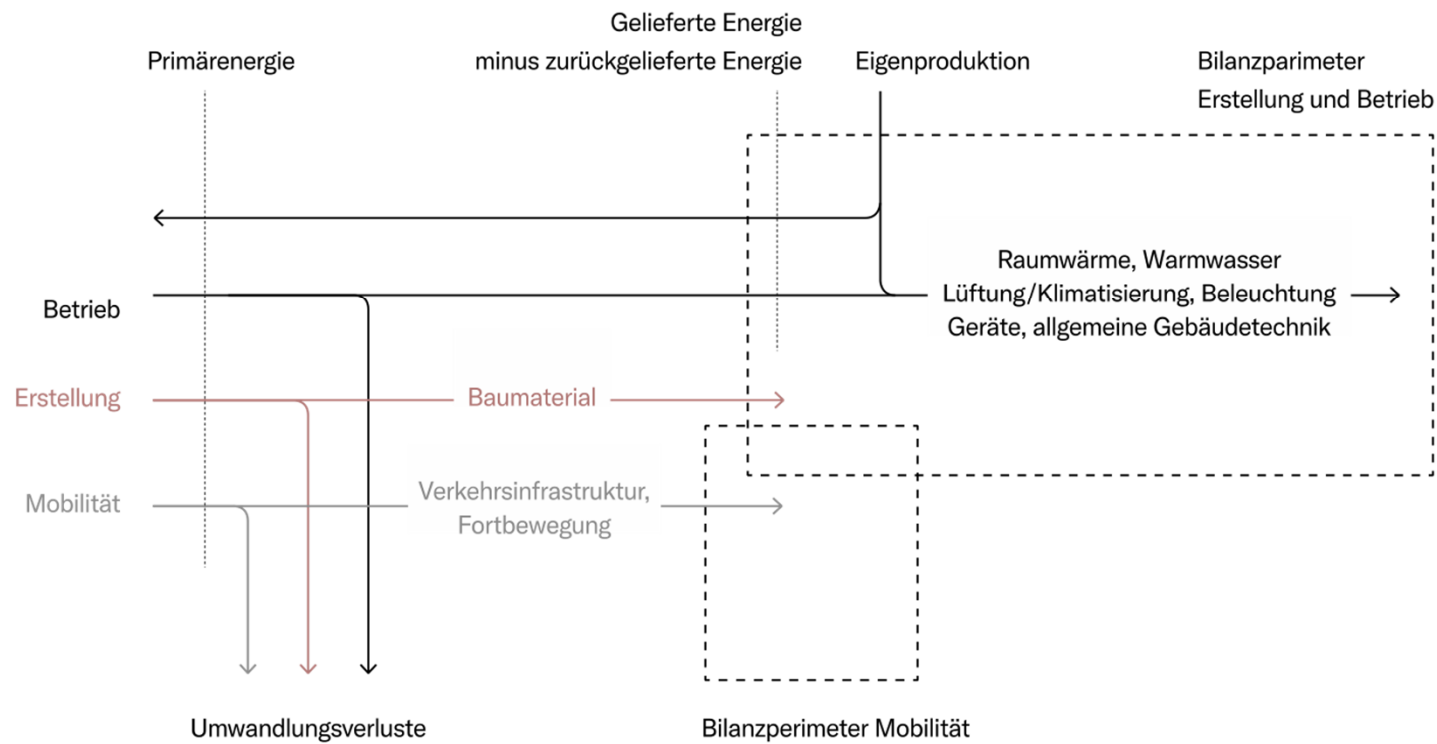 Gelieferte Energie
minus zurückgelieferte Energie
Primärenergie
Eigenproduktion
Bilanzparimeter
Erstellung und Betrieb
Raumwärme, Warmwasser
Lüftung/Klimatisierung, Beleuchtung
Geräte, allgemeine Gebäudetechnik
Betrieb
Erstellung
Baumaterial
Mobilität
Verkehrsinfrastruktur,
Fortbewegung
Umwandlungsverluste
Bilanzperimeter Mobilität